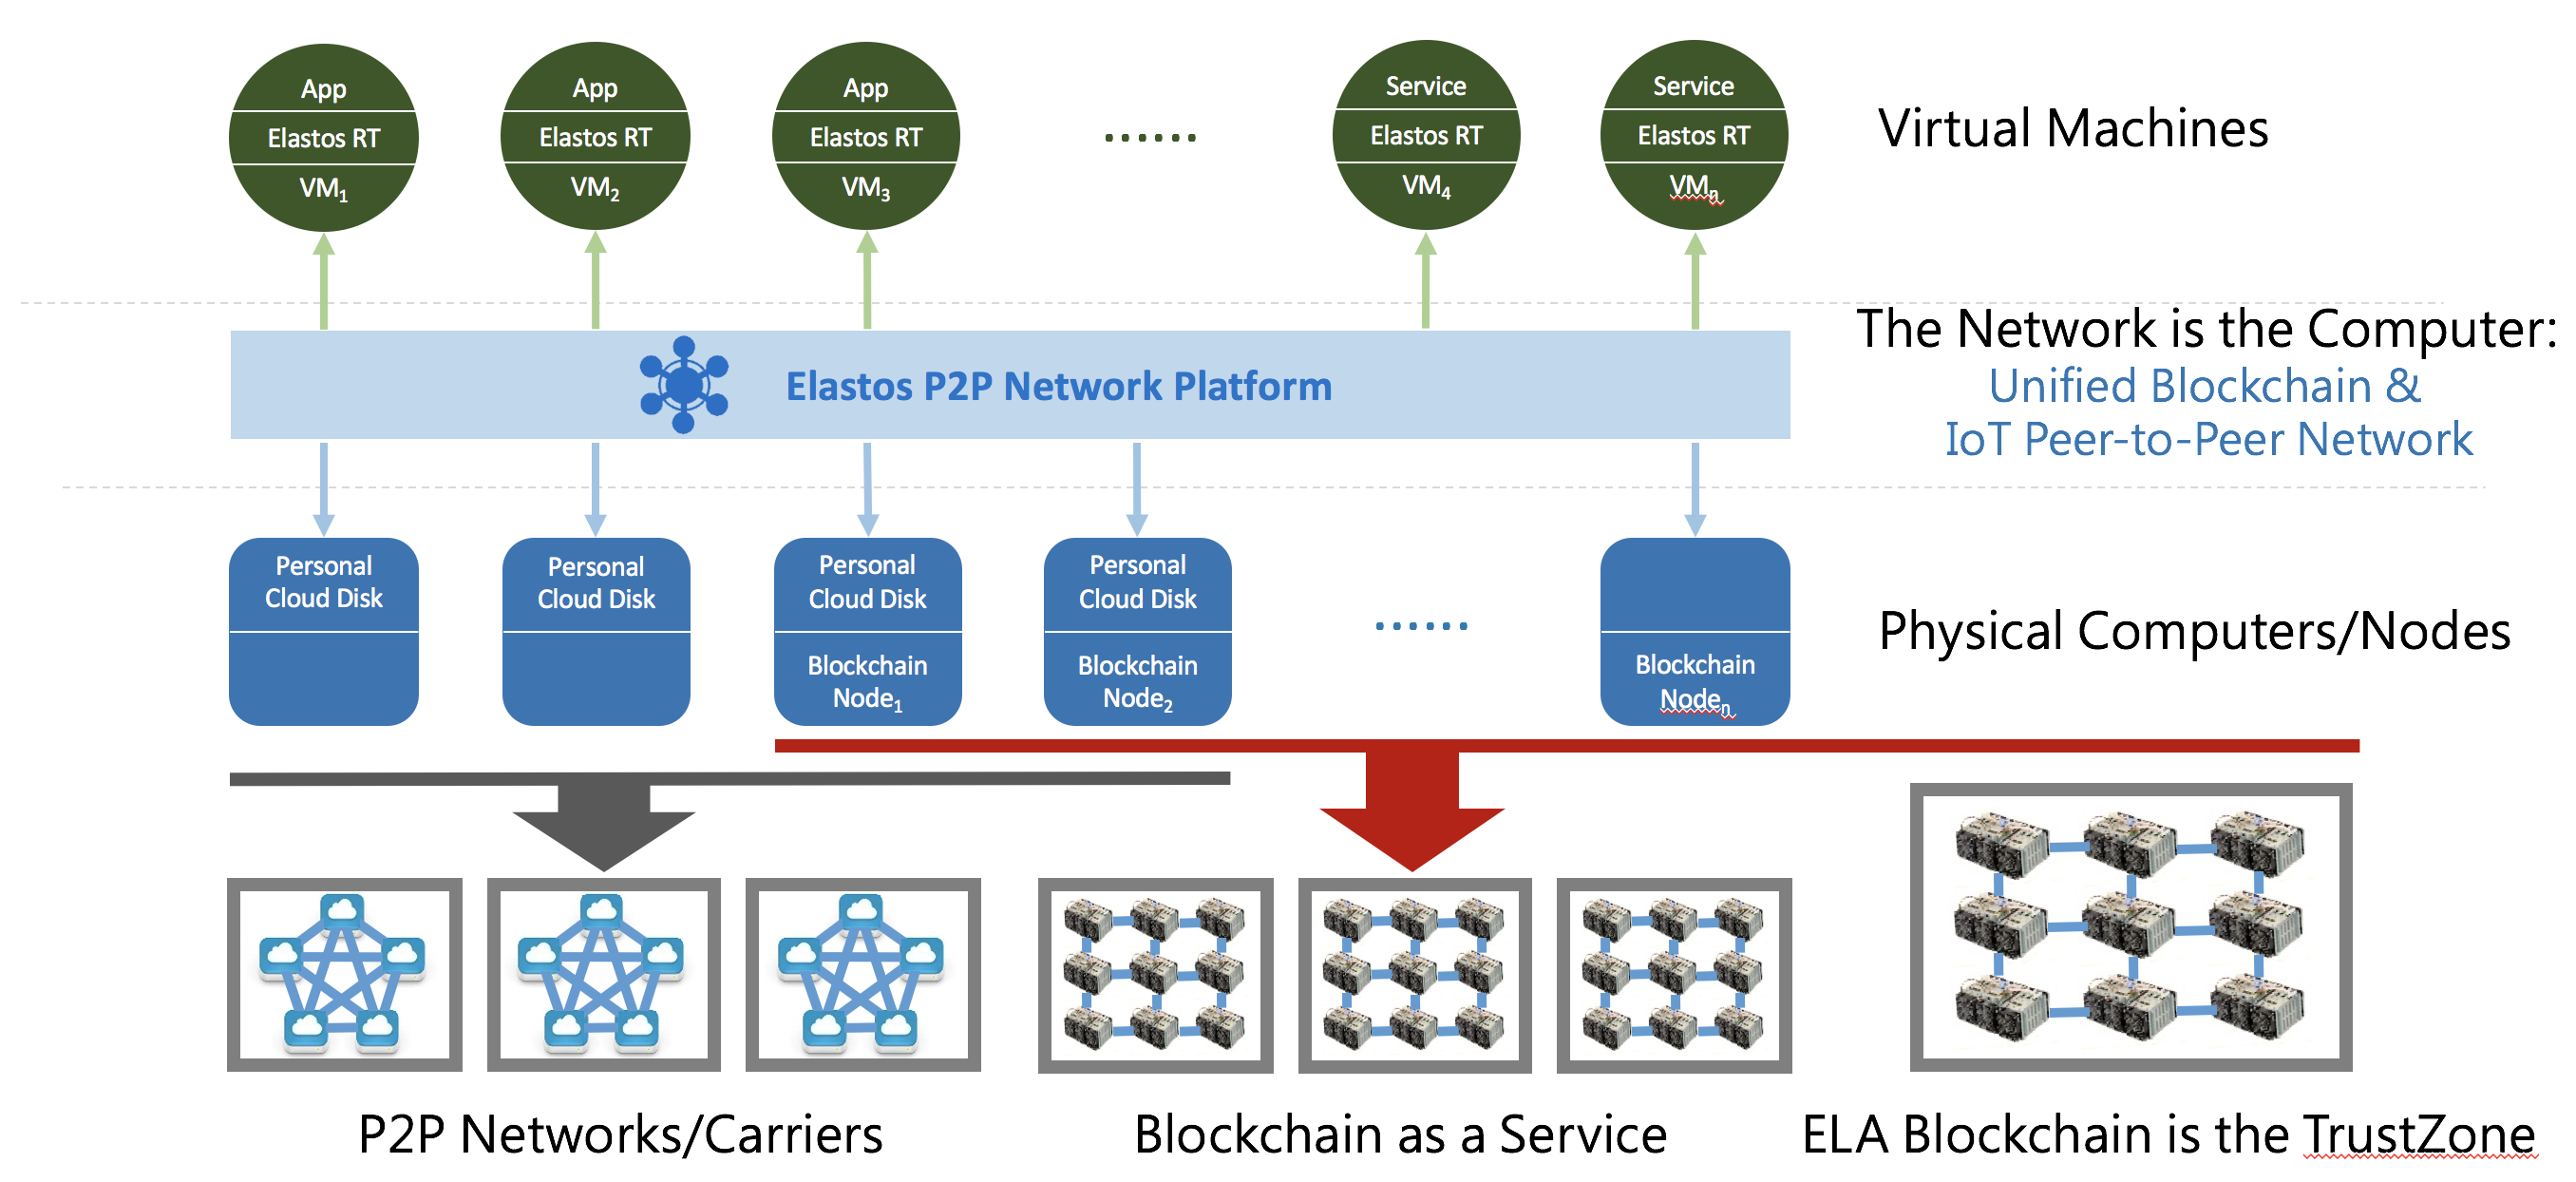 App
Elastos RT
VM1
App
Elastos RT
VM2
App
Elastos RT
VM3
......
Service
Elastos RT
VM4
Service
Elastos RT
VMn
Virtual Machines
Elastos P2P Network Platform
The Network is the Computer:
Unified Blockchain &
IoT Peer-to-Peer Network
Personal
Cloud Disk
Personal
Cloud Disk
Personal
Cloud Disk
Blockchain
Node1
Personal
Cloud Disk
Blockchain
Node2
......
Blockchain
Noden
Physical Computers/Nodes
P2P Networks/Carriers
Blockchain as a Service
ELA Blockchain is the TrustZone